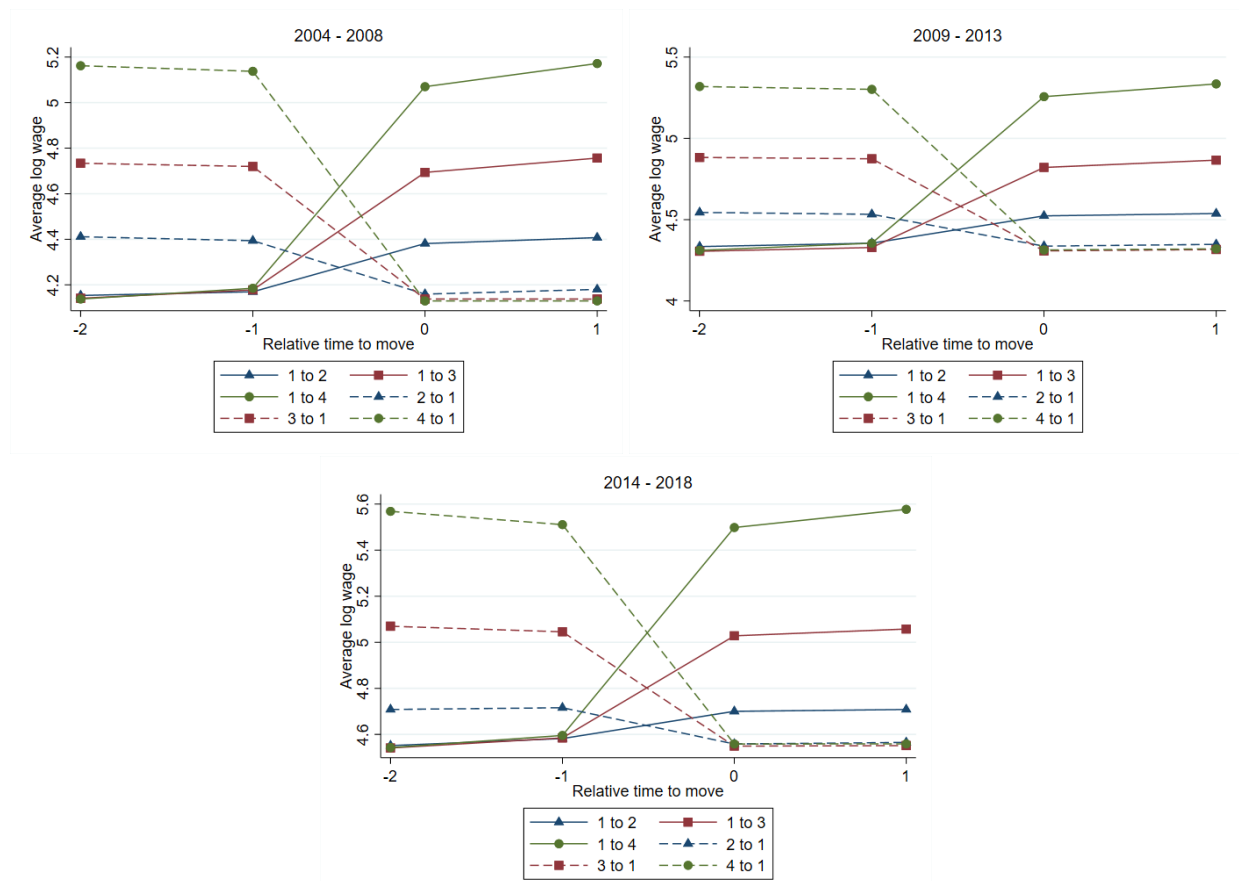 2004 - 2008
Average log wage
5.2
5
4.8
4.6
4.4
4.2
-2 -1 0 1
Relative time to move
1 to 2 1 to 3
1 to 4 2 to 1
3 to 1 4 to 1
2009 - 2013
Average log wage
5.5
5
4.5
4
-2 -1 0 1
Relative time to move
1 to 2 1 to 3
1 to 4 2 to 1
3 to 1 4 to 1
2014 - 2018
Average log wage
5.6
5.4
5.2
5
4.8
4.6
-2 -1 0 1
Relative time to move
1 to 2 1 to 3
1 to 4 2 to 1
3 to 1 4 to 1